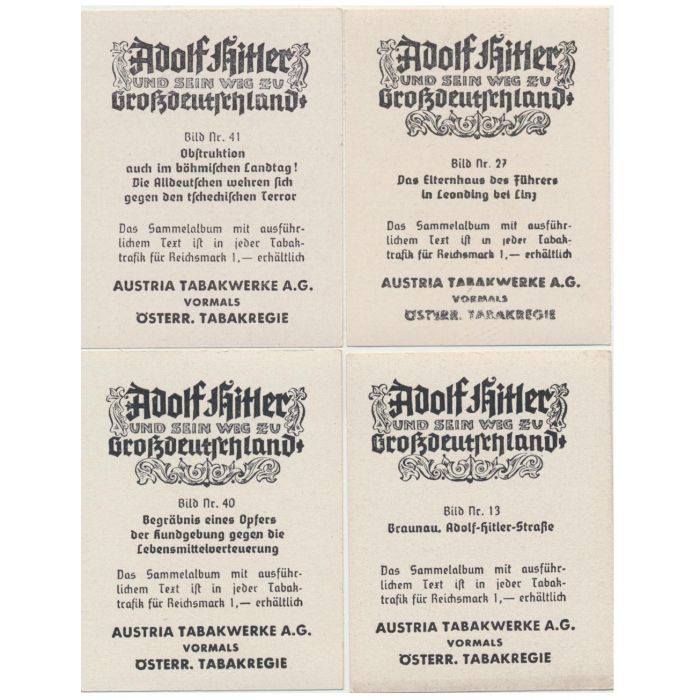 Adolf Hitler
UND SEIN WEG ZU
Großdeutschland
Bild Nr. 41
Obstruktion
auch im böhmischen Landtag!
Die Alldeutschen wehren sich
gegen den tschechischen Terror
Das Sammelalbum mit ausführ-
lichem Text ist in jeder Tabak-
trafik für Reichsmark 1,— erhältlich
AUSTRIA TABAKWERKE A.G.
VORMALS
ÖSTERR. TABAKREGIE
Adolf Hitler
UND SEIN WEG ZU
Großdeutschland
Bild Nr. 27
Das Elternhaus des Führers
in Leonding bei Linz
Das Sammelalbum mit ausführ-
lichem Text ist in jeder Tabak-
trafik für Reichsmark 1,— erhältlich
AUSTRIA TABAKWERKE A.G.
VORMALS
ÖSTERR. TABAKREGIE
Adolf Hitler
UND SEIN WEG ZU
Großdeutschland
Bild Nr. 40
Begräbnis eines Opfers
der Kundgebung gegen die
Lebensmittelverteuerung
Das Sammelalbum mit ausführ-
lichem Text ist in jeder Tabak-
trafik für Reichsmark 1,— erhältlich
AUSTRIA TABAKWERKE A.G.
VORMALS
ÖSTERR. TABAKREGIE
Adolf Hitler
UND SEIN WEG ZU
Großdeutschland
Bild Nr. 13
Braunau, Adolf-Hitler-Straße
Das Sammelalbum mit ausführ-
lichem Text ist in jeder Tabak-
trafik für Reichsmark 1,— erhältlich
AUSTRIA TABAKWERKE A.G.
VORMALS
ÖSTERR. TABAKREGIE